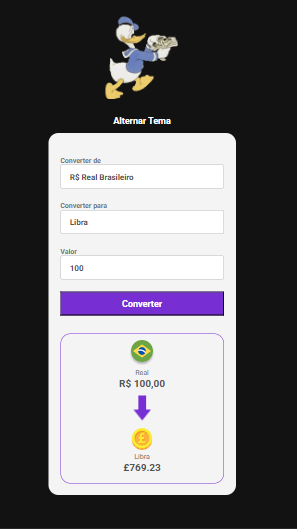 Alternar Tema
Converter de
R$ Real Brasileiro
Converter para
Libra
Valor
100
Converter
Real
R$ 100,00
£
Libra
£769.23